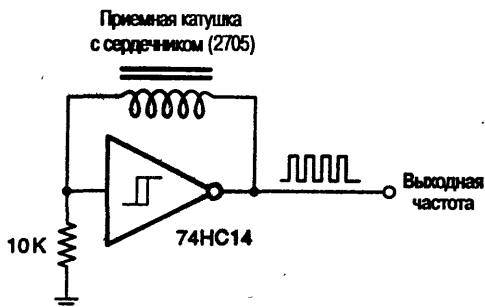 Приемная катушка
с сердечником (2705)
Выходная
частота
74HC14
10K